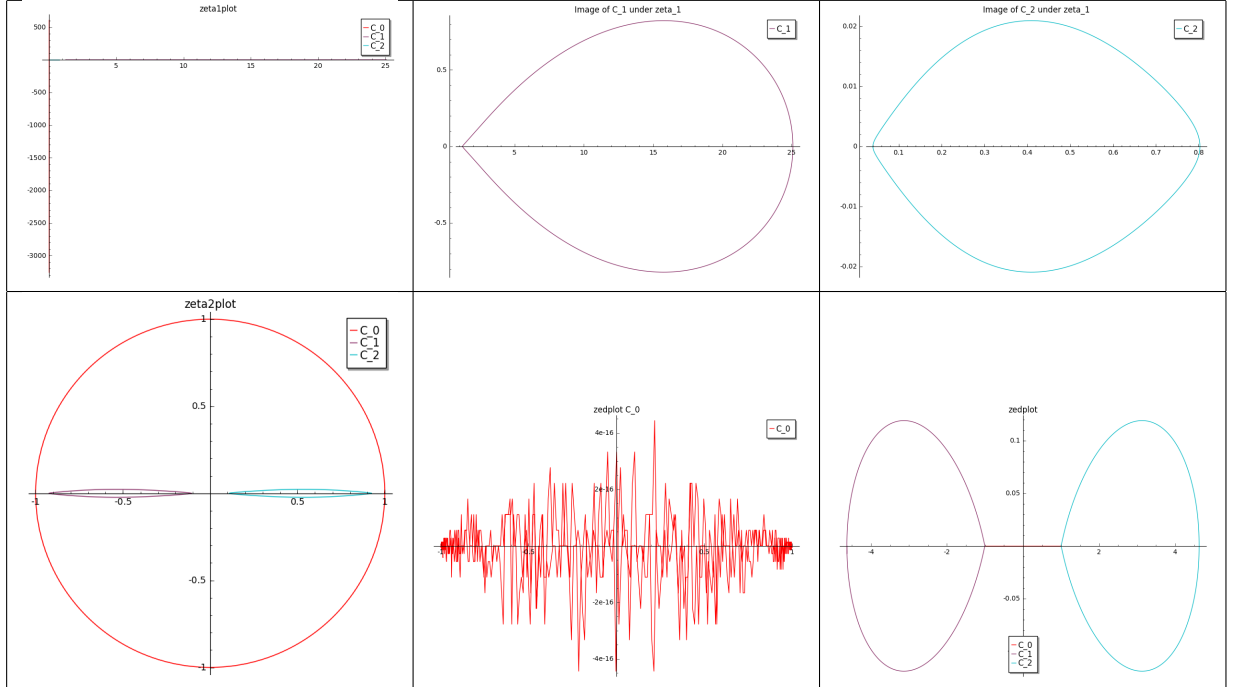 zeta1plot
500
C_0
C_1
C_2
5
10
15
20
25
-500
-1000
-1500
-2000
-2500
-3000
Image of C_1 under zeta_1
C_1
0.5
0
5
10
15
20
25
-0.5
Image of C_2 under zeta_1
0.02
C_2
0.01
0
0.1
0.2
0.3
0.4
0.5
0.6
0.7
0.8
-0.01
-0.02
zeta2plot
1
C_0
C_1
C_2
0.5
-1
-0.5
0.5
1
-0.5
-1
zedplot C_0
4e-16
C_0
2e-16
-1
-0.5
0.5
1
-2e-16
-4e-16
zedplot
0.1
0.05
-4
-2
2
4
-0.05
C_0
C_1
C_2